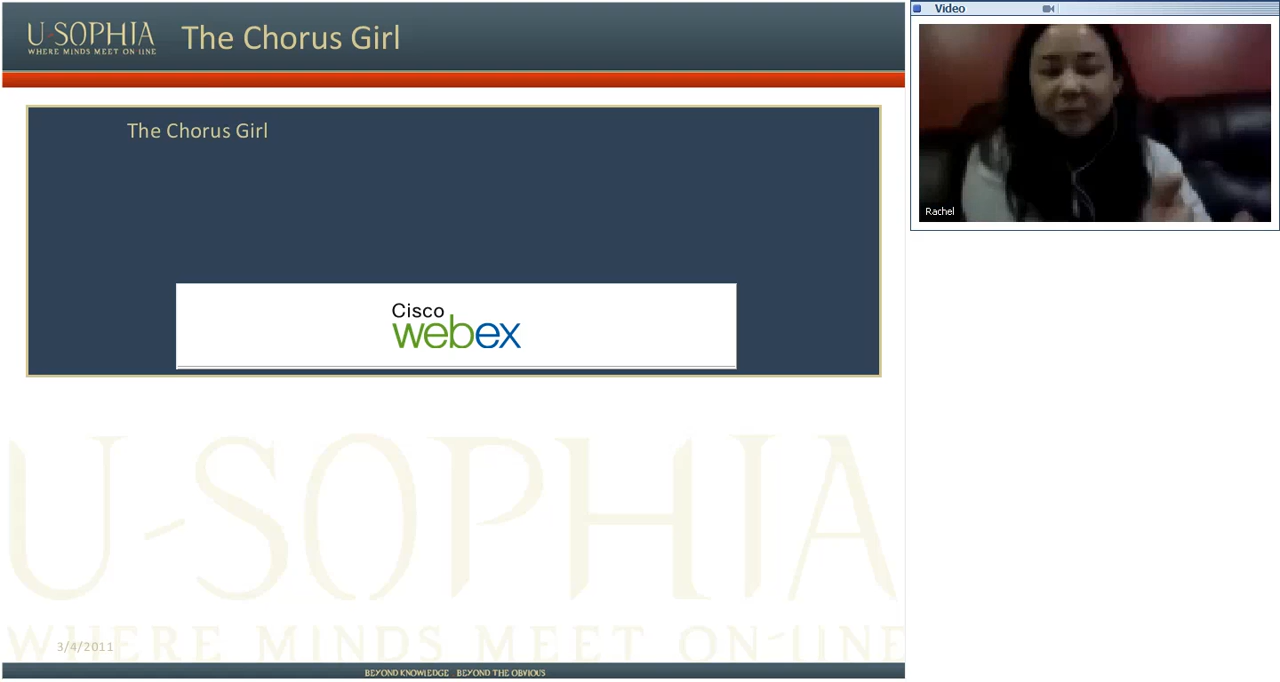 U-SOPHIA
WHERE MINDS MEET ON-LINE
The Chorus Girl
The Chorus Girl
Cisco
webex
U-SOPHIA
WHERE MINDS MEET ON-LINE
3/4/2011
BEYOND KNOWLEDGE BEYOND THE OBVIOUS
Video
Rachel